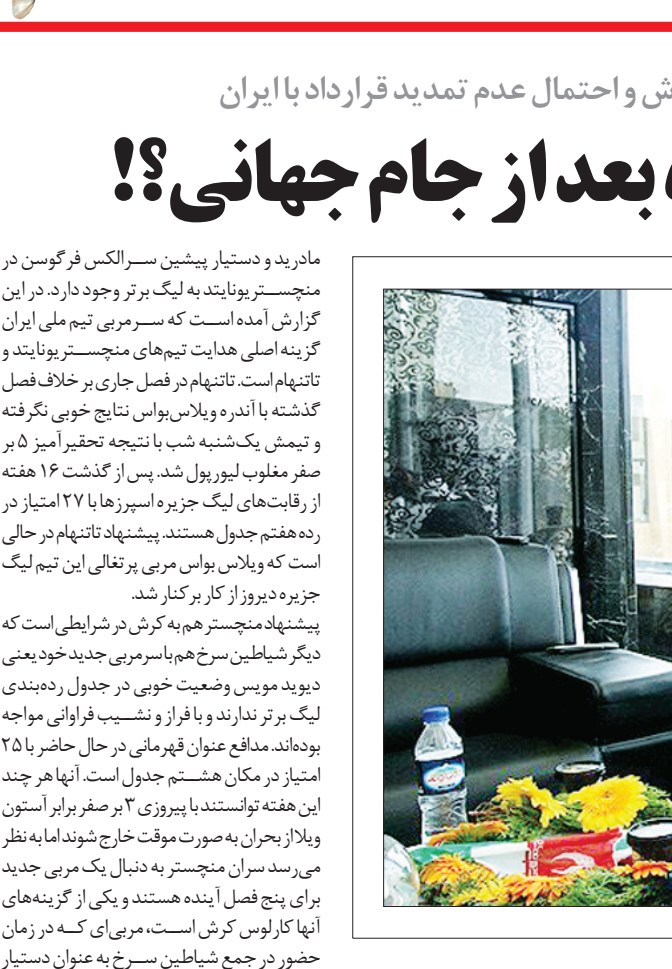 ش و احتمال عدم تمدید قرارداد با ایران
بعد از جام جهانی؟!
مادرید و دستیار پیشین سرالکس فرگوسن در
منچستریونایتد به لیگ برتر وجود دارد. در این
گزارش آمده است که سرمربی تیم ملی ایران
گزینه اصلی هدایت تیم‌های منچستریونایتد و
تاتنهام است. تاتنهام در فصل جاری بر خلاف فصل
گذشته با آندره ویلاس‌بواس نتایج خوبی نگرفته
و تیمش یک‌شنبه شب با نتیجه تحقیرآمیز ۵ بر
صفر مغلوب لیورپول شد. پس از گذشت ۱۶ هفته
از رقابت‌های لیگ جزیره اسپرزها با ۲۷ امتیاز در
رده هفتم جدول هستند. پیشنهاد تاتنهام در حالی
است که ویلاس بواس مربی پرتغالی این تیم لیگ
جزیره دیروز از کار برکنار شد.
پیشنهاد منچستر هم به کرش در شرایطی است که
دیگر شیاطین سرخ هم با سرمربی جدید خود یعنی
دیوید مویس وضعیت خوبی در جدول رده‌بندی
لیگ برتر ندارند و با فراز و نشیب فراوانی مواجه
بوده‌اند. مدافع عنوان قهرمانی در حال حاضر با ۲۵
امتیاز در مکان هشتم جدول است. آنها هر چند
این هفته توانستند با پیروزی ۳ بر صفر برابر آستون
ویلا از بحران به صورت موقت خارج شوند اما به نظر
می‌رسد سران منچستر به دنبال یک مربی جدید
برای پنج فصل آینده هستند و یکی از گزینه‌های
آنها کارلوس کرش است، مربی‌ای که در زمان
حضور در جمع شیاطین سرخ به عنوان دستیار